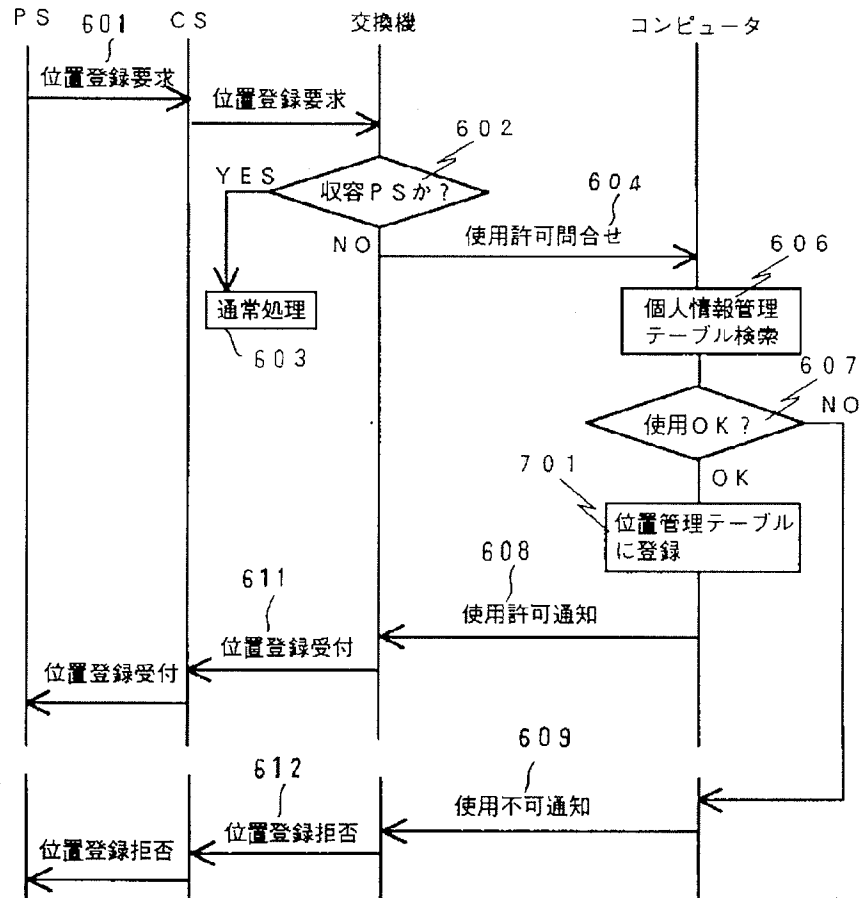 PS
CS
交換機
コンピュータ
601
位置登録要求
位置登録要求
602
収容PSか?
YES
NO
604
使用許可問合せ
通常処理
603
606
個人情報管理
テーブル検索
607
使用OK?
NO
OK
701
位置管理テーブル
に登録
608
使用許可通知
611
位置登録受付
位置登録受付
609
使用不可通知
612
位置登録拒否
位置登録拒否